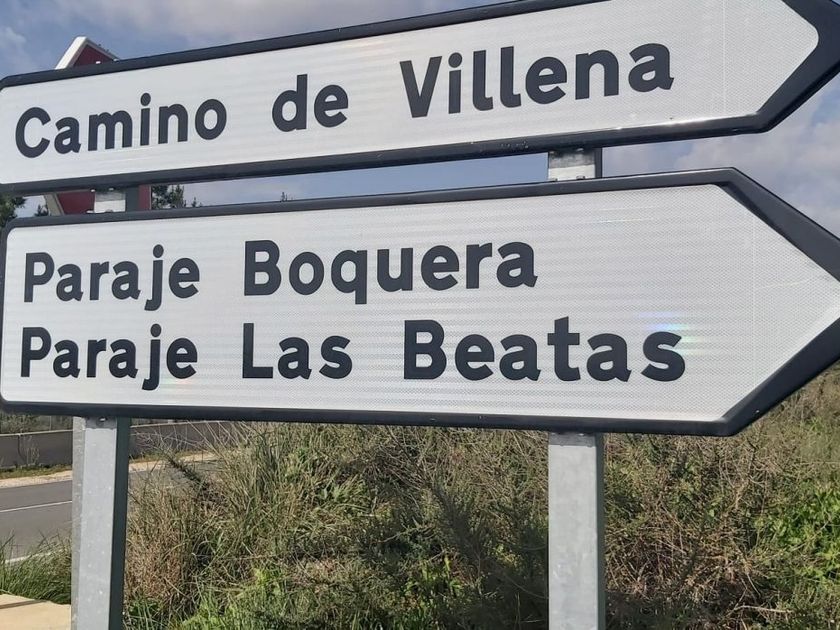 Camino de Villena
Paraje Boquera
Paraje Las Beatas